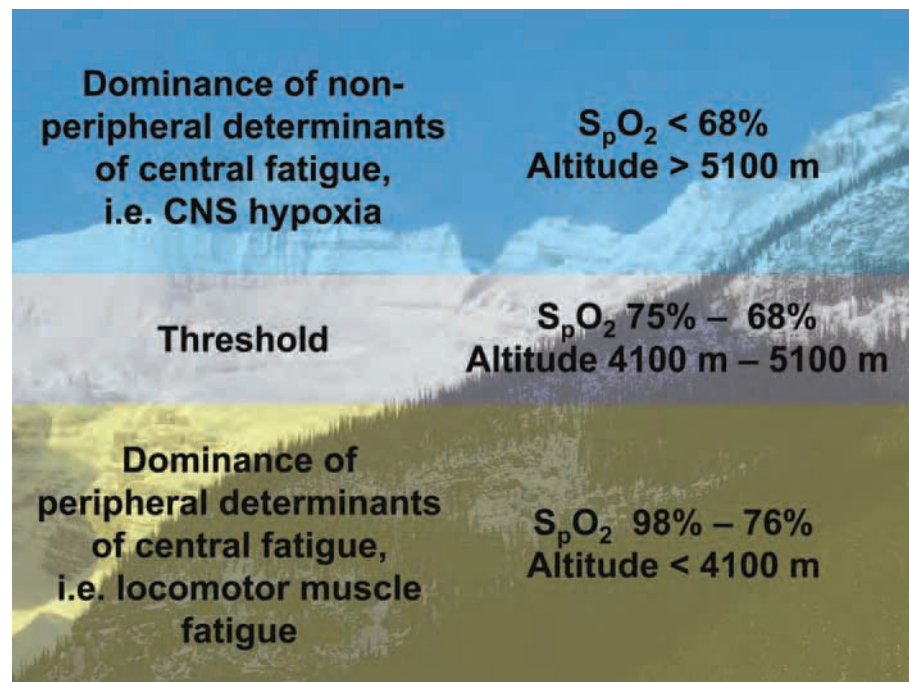 Dominance of non-
peripheral determinants
of central fatigue,
i.e. CNS hypoxia
SpO2 < 68%
Altitude > 5100 m
Threshold
SpO2 75% – 68%
Altitude 4100 m – 5100 m
Dominance of
peripheral determinants
of central fatigue,
i.e. locomotor muscle
fatigue
SpO2 98% – 76%
Altitude < 4100 m